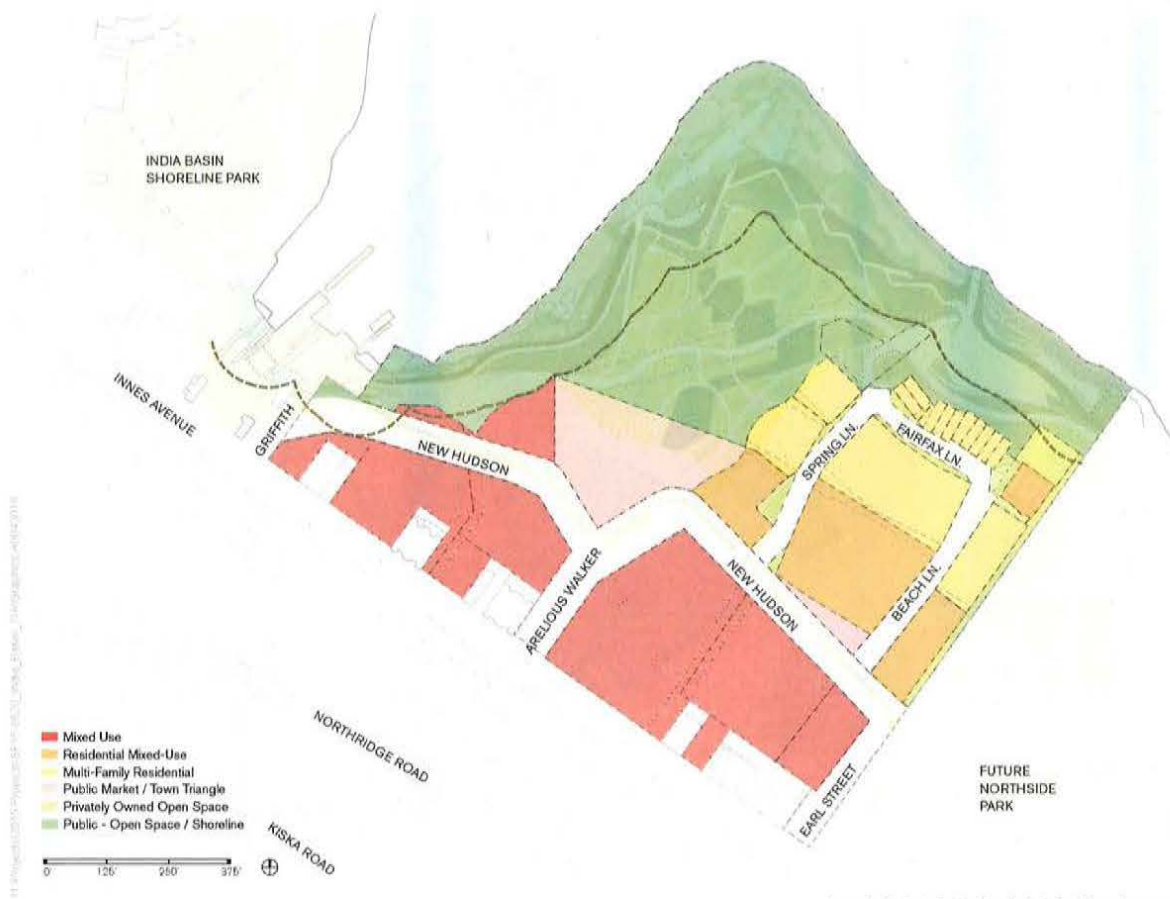 INDIA BASIN
SHORELINE PARK
INNES AVENUE
GRIFFITH
NEW HUDSON
SPRING LN.
FAIRFAX LN.
ARELIOUS WALKER
NEW HUDSON
BEACH LN.
NORTHRIDGE ROAD
EARL STREET
FUTURE
NORTHSIDE
PARK
KISKA ROAD
Mixed Use
Residential Mixed-Use
Multi-Family Residential
Public Market / Town Triangle
Privately Owned Open Space
Public - Open Space / Shoreline
0' 125' 250' 375'